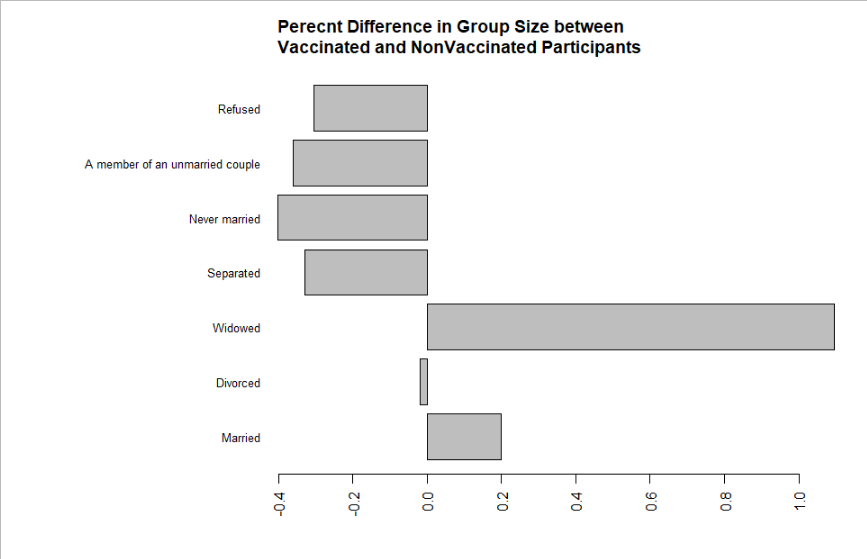 Perecnt Difference in Group Size between
Vaccinated and NonVaccinated Participants
Refused
A member of an unmarried couple
Never married
Separated
Widowed
Divorced
Married
-0.4
-0.2
0.0
0.2
0.4
0.6
0.8
1.0